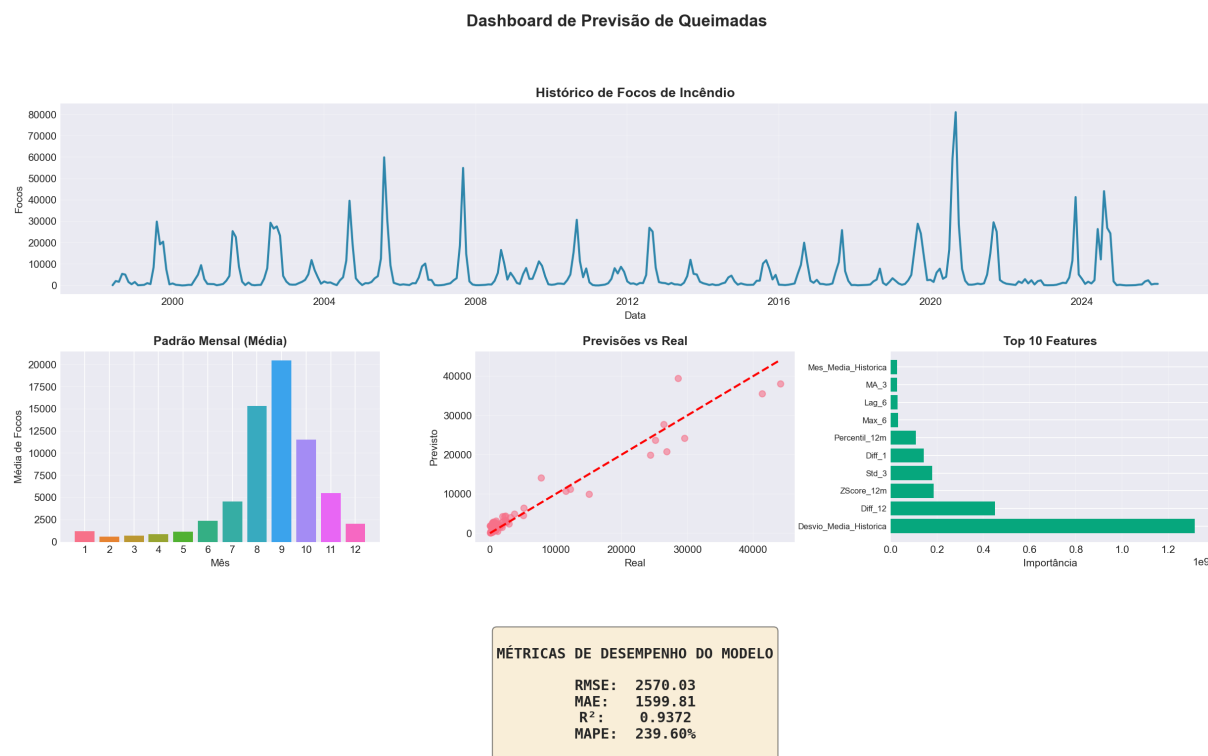 Dashboard de Previsão de Queimadas
Histórico de Focos de Incêndio
80000
70000
60000
50000
40000
30000
20000
10000
0
Focos
2000 2004 2008 2012 2016 2020 2024
Data
Padrão Mensal (Média)
20000
17500
15000
12500
10000
7500
5000
2500
0
Média de Focos
1 2 3 4 5 6 7 8 9 10 11 12
Mês
Previsões vs Real
40000
30000
20000
10000
0
Previsto
0 10000 20000 30000 40000
Real
Top 10 Features
Mes_Media_Historica
MA_3
Lag_6
Max_6
Percentil_12m
Diff_1
Std_3
ZScore_12m
Diff_12
Desvio_Media_Historica
0.0 0.2 0.4 0.6 0.8 1.0 1.2
1e9
Importância
MÉTRICAS DE DESEMPENHO DO MODELO
RMSE: 2570.03
MAE: 1599.81
R²: 0.9372
MAPE: 239.60%